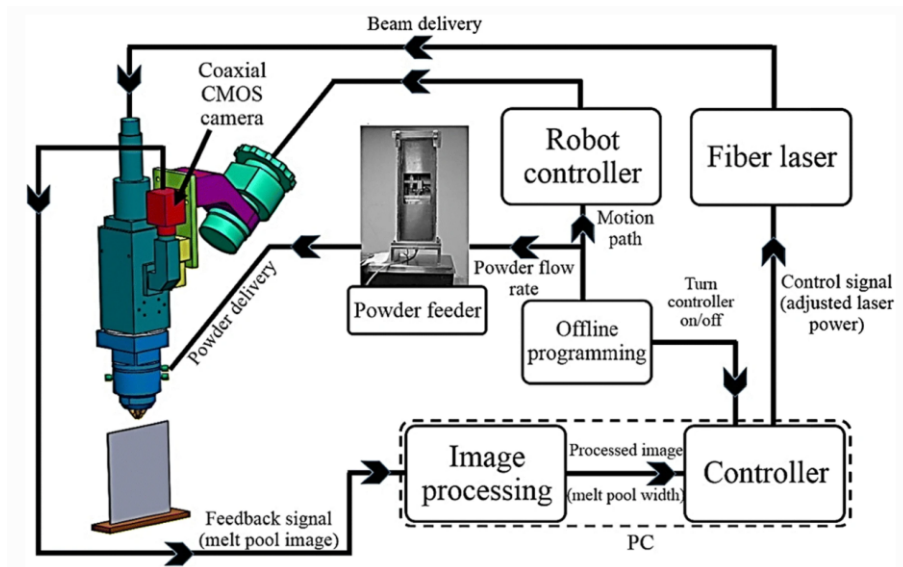 Beam delivery
Coaxial
CMOS
camera
Robot
controller
Fiber laser
Motion
path
Powder flow
rate
Powder delivery
Powder feeder
Offline
programming
Turn
controller
on/off
Control signal
(adjusted laser
power)
Image
processing
Processed image
(melt pool width)
Controller
Feedback signal
(melt pool image)
PC